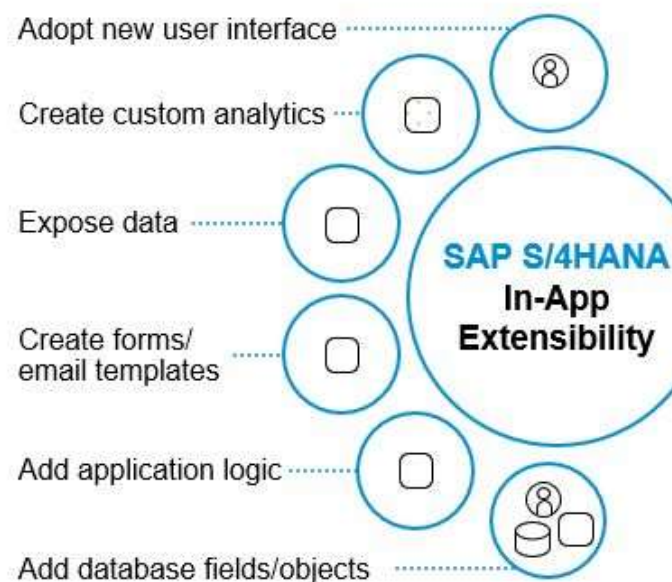 Adopt new user interface
Create custom analytics
Expose data
SAP S/4HANA
In-App
Extensibility
Create forms/
email templates
Add application logic
Add database fields/objects